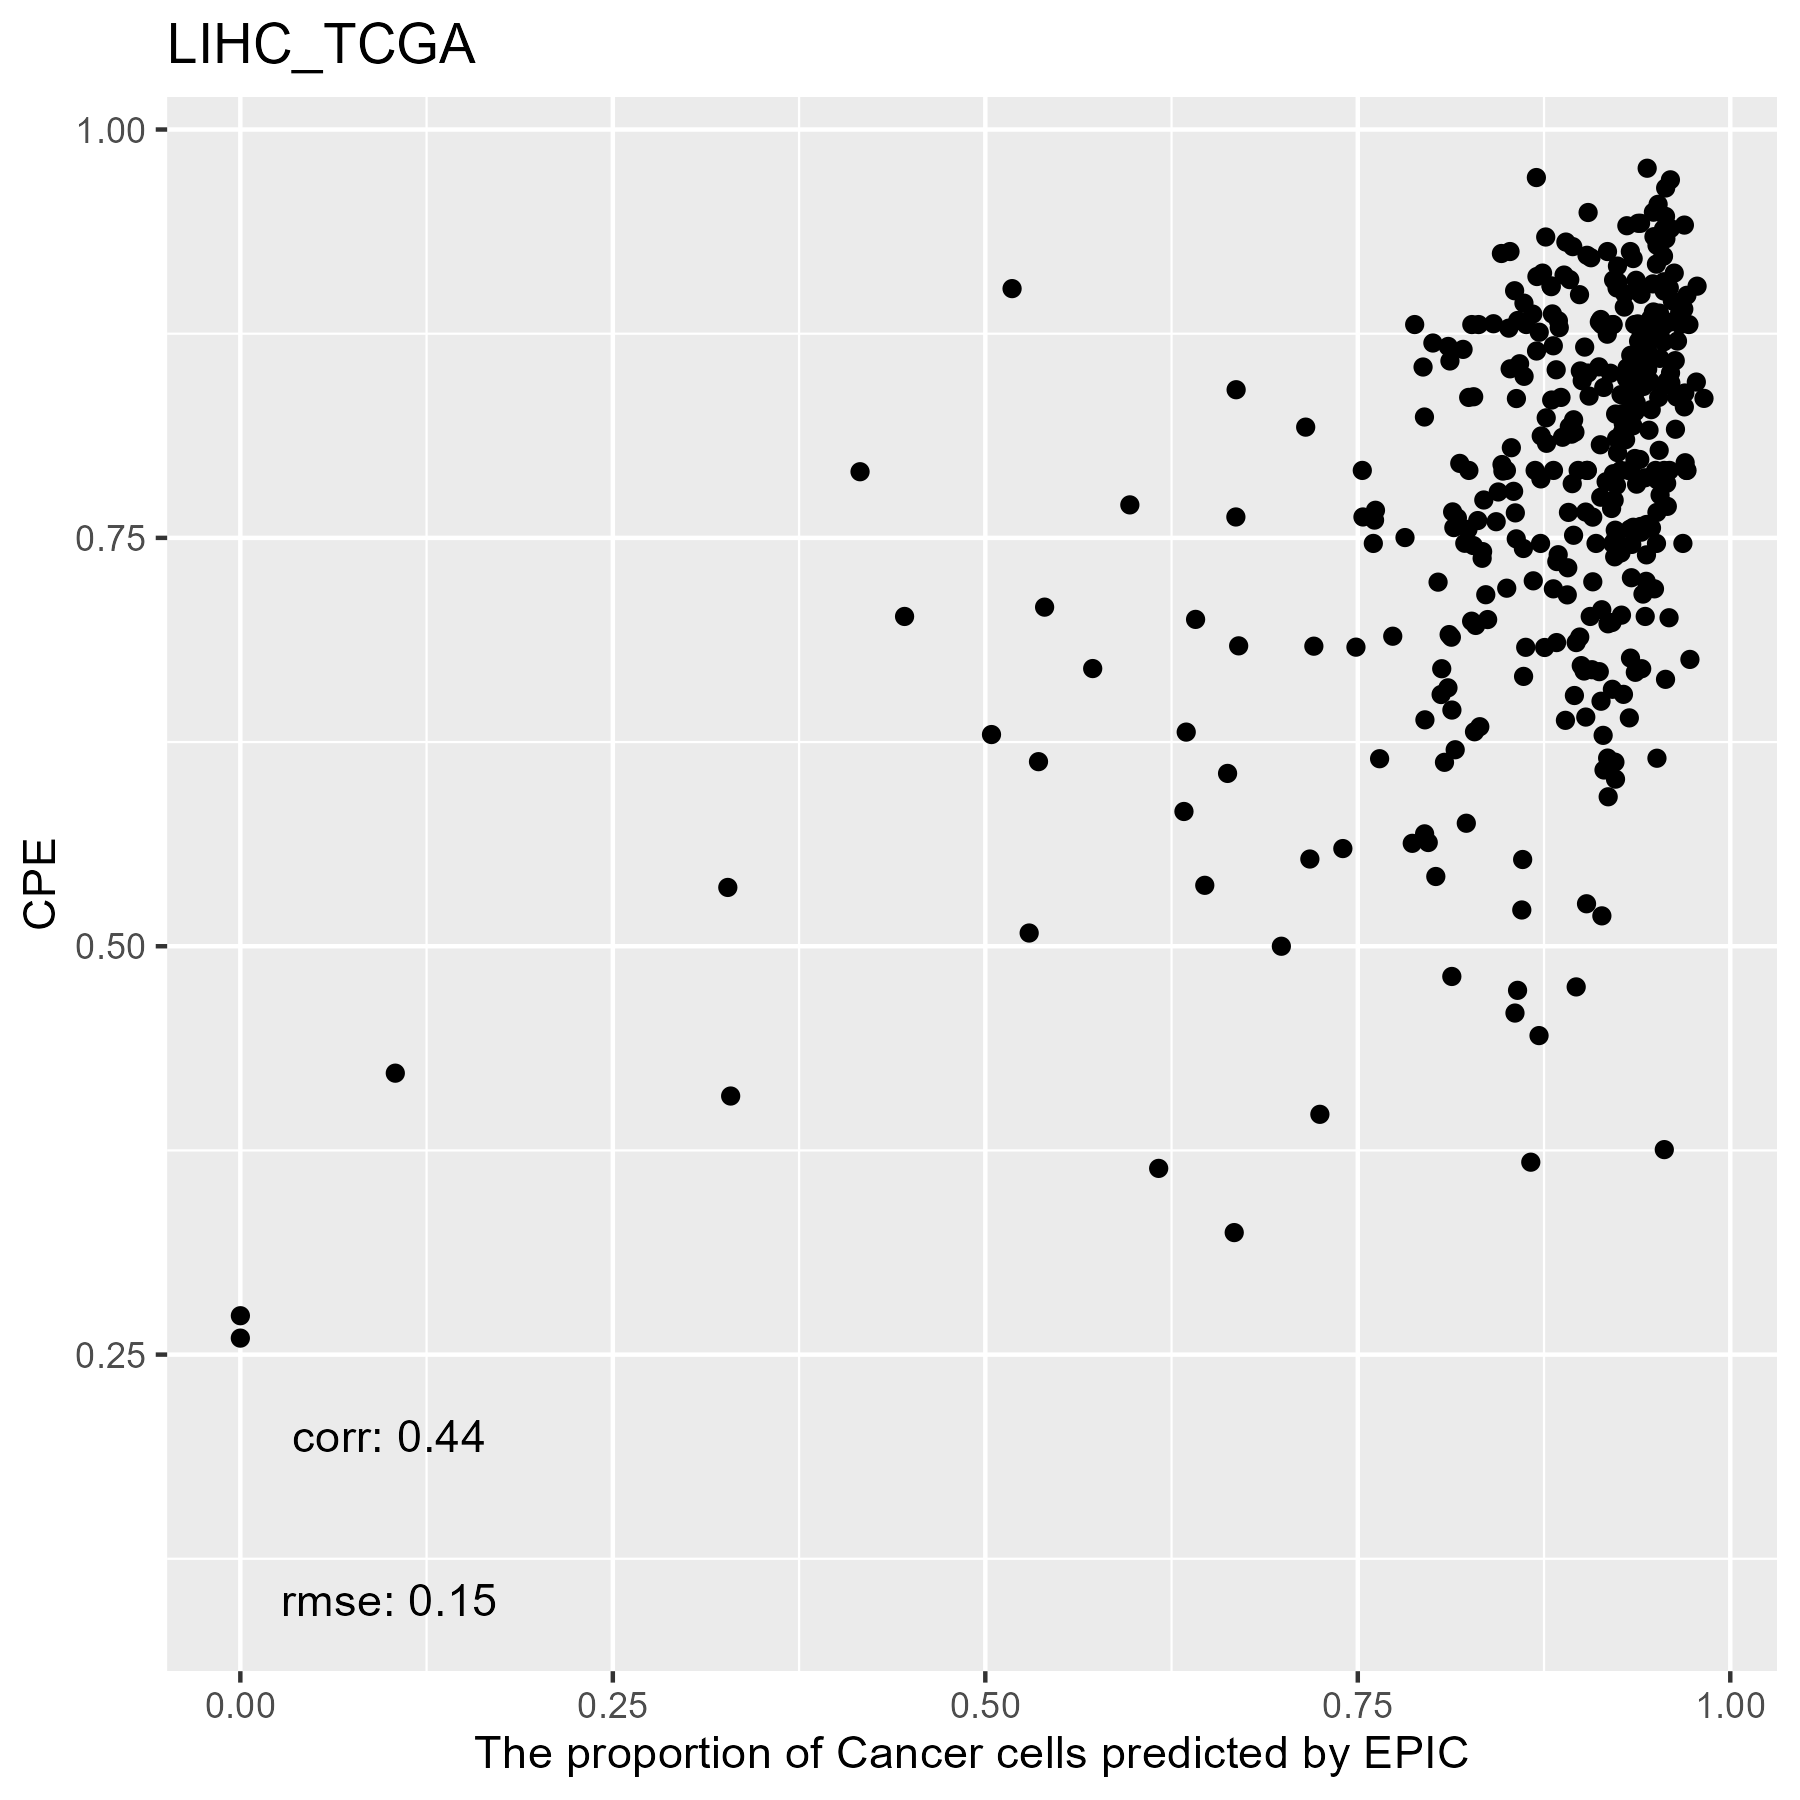 LIHC_TCGA
1.00
0.75
0.50
0.25
CPE
corr: 0.44
rmse: 0.15
0.00 0.25 0.50 0.75 1.00
The proportion of Cancer cells predicted by EPIC